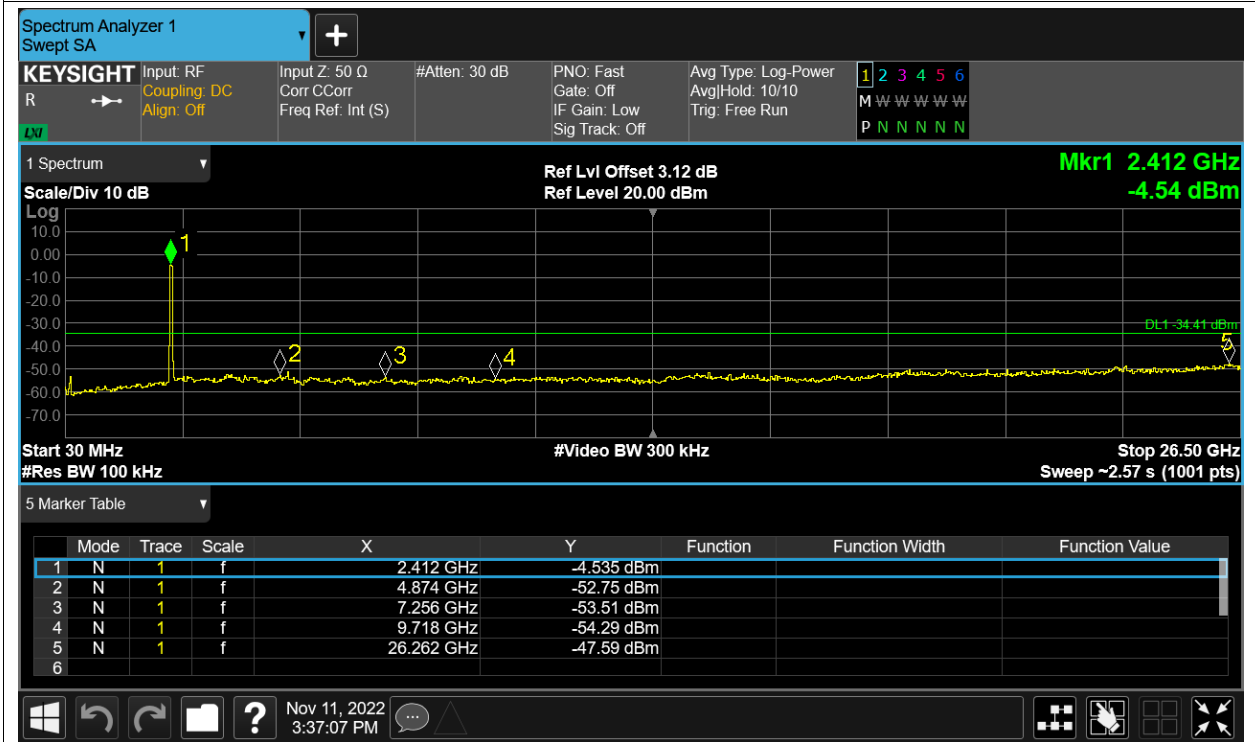 Spectrum Analyzer 1
Swept SA
+
KEYSIGHT
R
LXI
Input: RF
Coupling: DC
Align: Off
Input Z: 50 Ω
Corr CCorr
Freq Ref: Int (S)
#Atten: 30 dB
PNO: Fast
Gate: Off
IF Gain: Low
Sig Track: Off
Avg Type: Log-Power
Avg|Hold: 10/10
Trig: Free Run
1 2 3 4 5 6
M W W W W W
P N N N N N
1 Spectrum
Scale/Div 10 dB
Ref Lvl Offset 3.12 dB
Ref Level 20.00 dBm
Mkr1 2.412 GHz
-4.54 dBm
Log
10.0
0.00
-10.0
-20.0
-30.0
-40.0
-50.0
-60.0
-70.0
1
2
3
4
5
DL1 -34.41 dBm
Start 30 MHz
#Res BW 100 kHz
#Video BW 300 kHz
Stop 26.50 GHz
Sweep ~2.57 s (1001 pts)
5 Marker Table
Mode Trace Scale X Y Function Function Width Function Value
1 N 1 f 2.412 GHz -4.535 dBm
2 N 1 f 4.874 GHz -52.75 dBm
3 N 1 f 7.256 GHz -53.51 dBm
4 N 1 f 9.718 GHz -54.29 dBm
5 N 1 f 26.262 GHz -47.59 dBm
6
?
Nov 11, 2022
3:37:07 PM